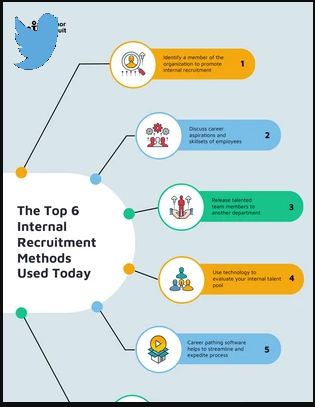 Identify a member of the
organization to promote
internal recruitment
1
Discuss career
aspirations and
skillsets of employees
2
Release talented
team members to
another department
3
The Top 6
Internal
Recruitment
Methods
Used Today
Use technology to
evaluate your internal talent
pool
4
Career pathing software
helps to streamline and
expedite process
5